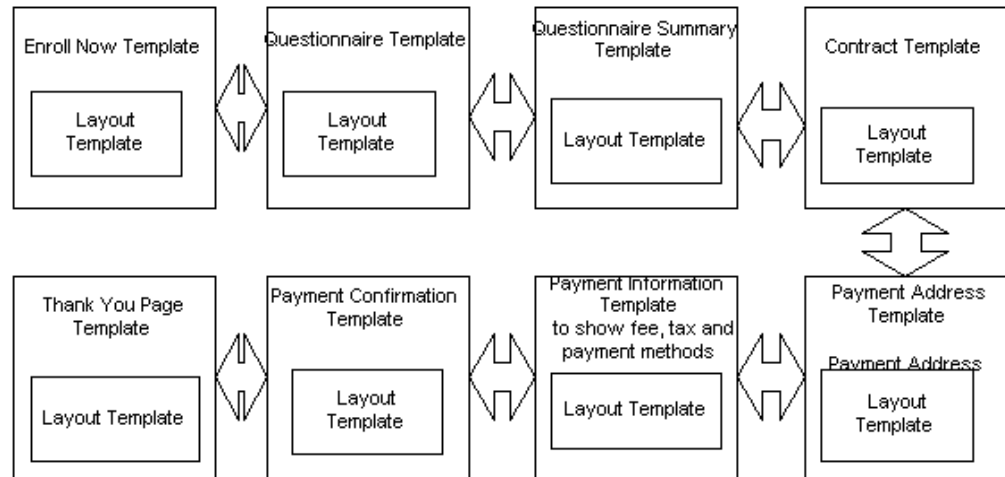 Enroll Now Template
Layout
Template
Questionnaire Template
Layout
Template
Questionnaire Summary
Template
Layout Template
Contract Template
Layout
Template
Thank You Page
Template
Layout Template
Payment Confirmation
Template
Layout
Template
Payment Information
Template
to show fee, tax and
payment methods
Layout Template
Payment Address
Template
Payment Address
Layout
Template